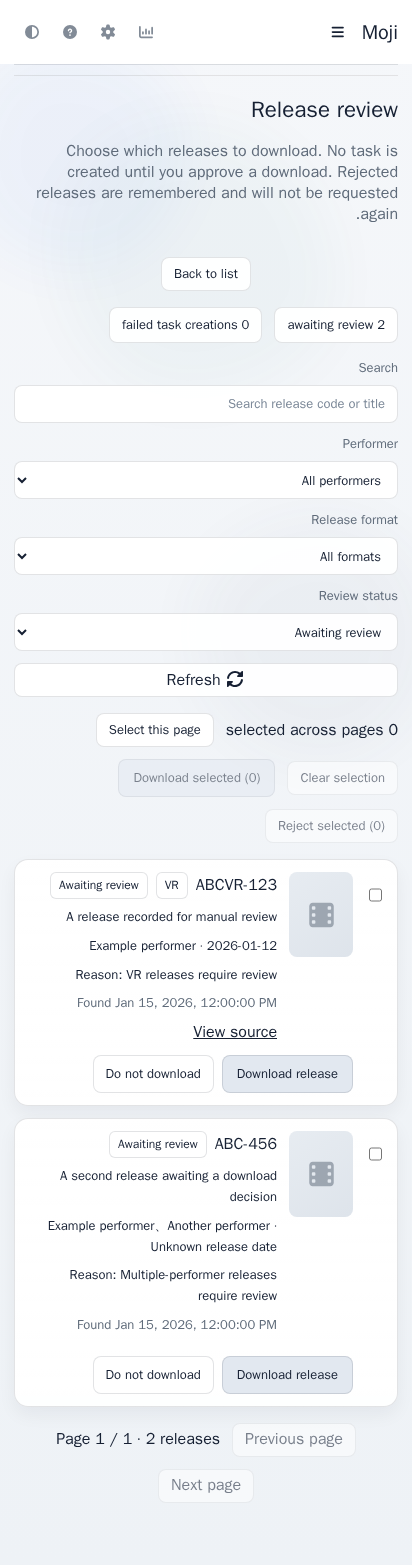 Moji
Release review
Choose which releases to download. No task is
created until you approve a download. Rejected
releases are remembered and will not be requested
.again
Back to list
awaiting review 2
failed task creations 0
Search
Search release code or title
Performer
All performers
Release format
All formats
Review status
Awaiting review
Refresh
selected across pages 0
Select this page
Clear selection
Download selected (0)
Reject selected (0)
ABCVR-123
VR
Awaiting review
A release recorded for manual review
Example performer · 2026-01-12
Reason: VR releases require review
Found Jan 15, 2026, 12:00:00 PM
View source
Download release
Do not download
ABC-456
Awaiting review
A second release awaiting a download
decision
Example performer、Another performer ·
Unknown release date
Reason: Multiple-performer releases
require review
Found Jan 15, 2026, 12:00:00 PM
Download release
Do not download
Previous page
Page 1 / 1 · 2 releases
Next page